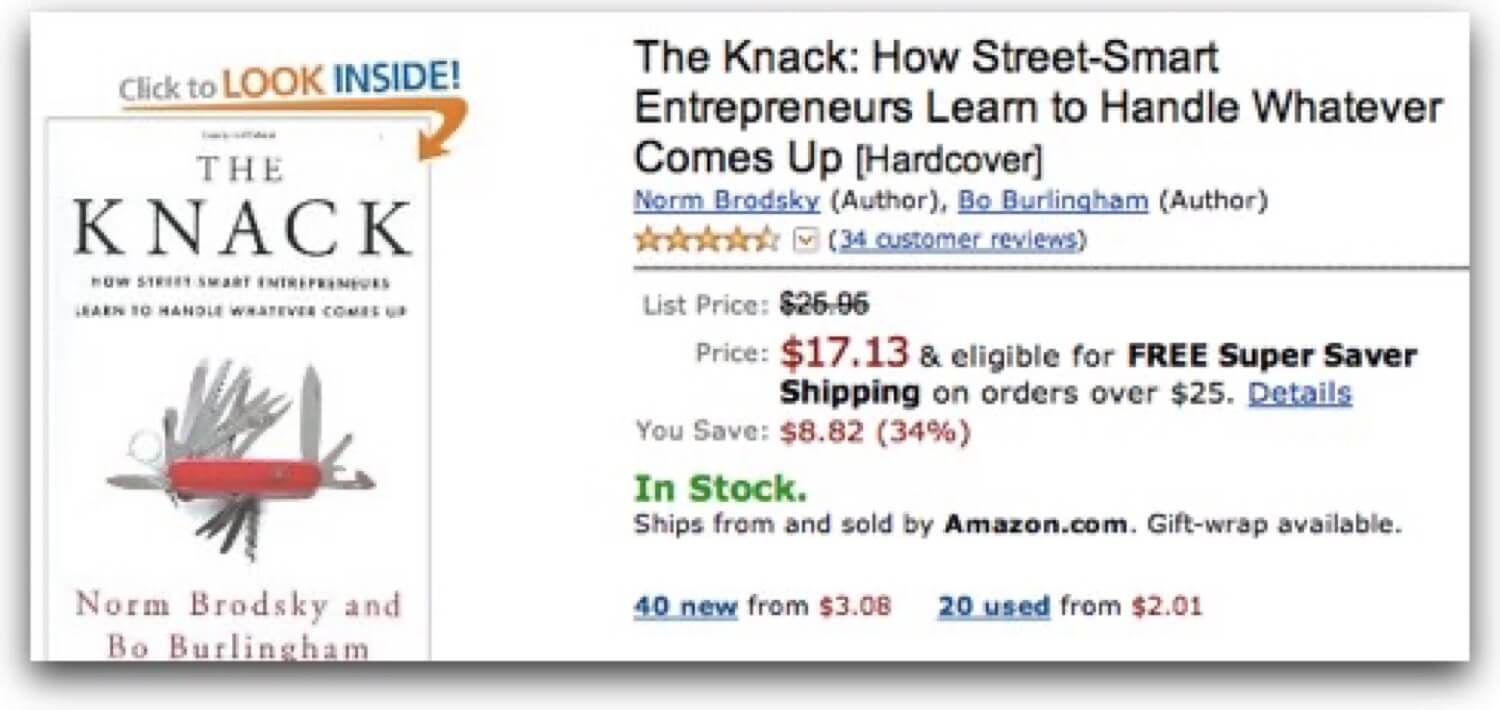 Click to LOOK INSIDE!
THE
KNACK
HOW STREET-SMART ENTREPRENEURS
LEARN TO HANDLE WHATEVER COMES UP
Norm Brodsky and
Bo Burlingham
The Knack: How Street-Smart
Entrepreneurs Learn to Handle Whatever
Comes Up [Hardcover]
Norm Brodsky (Author), Bo Burlingham (Author)
(34 customer reviews)
List Price: $25.95
Price: $17.13 & eligible for FREE Super Saver
Shipping on orders over $25. Details
You Save: $8.82 (34%)
In Stock.
Ships from and sold by Amazon.com. Gift-wrap available.
40 new from $3.08 20 used from $2.01